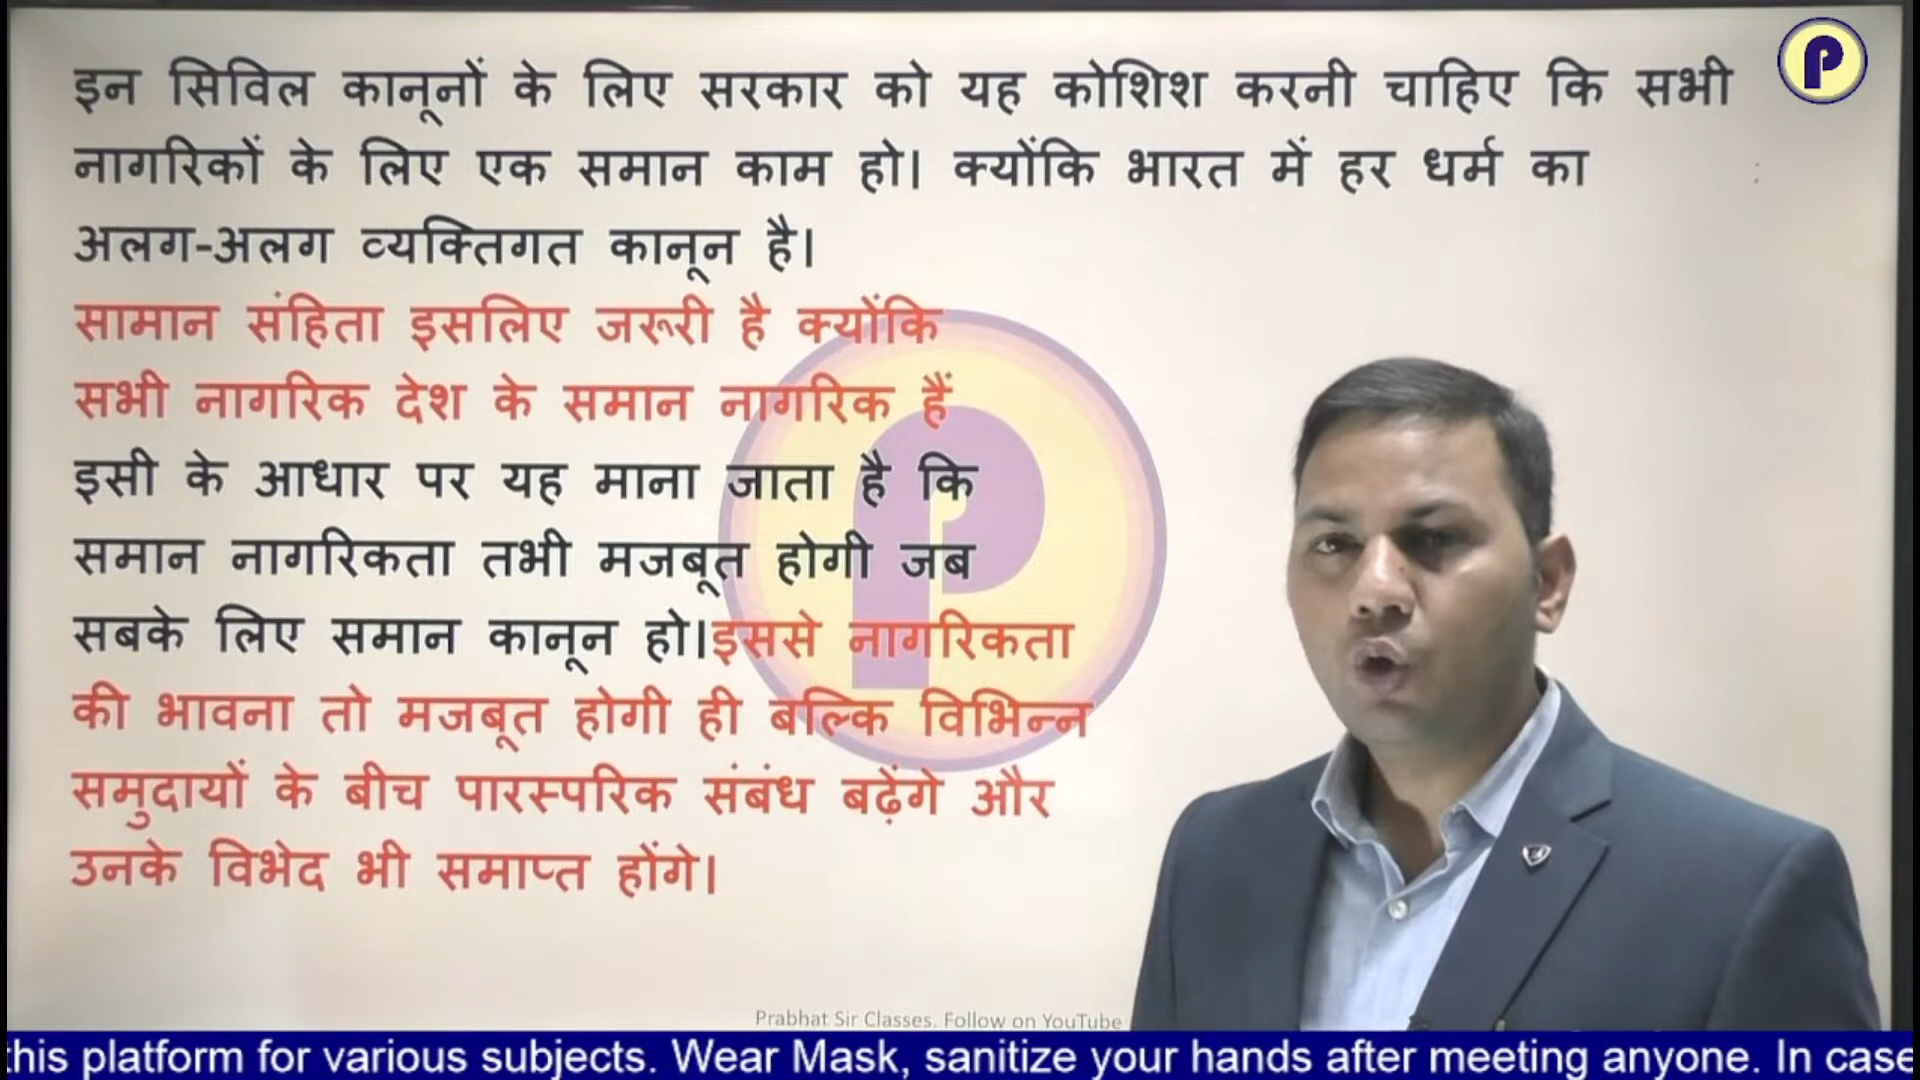 इन सिविल कानूनों के लिए सरकार को यह कोशिश करनी चाहिए कि सभी
नागरिकों के लिए एक समान काम हो। क्योंकि भारत में हर धर्म का
अलग-अलग व्यक्तिगत कानून है।
सामान संहिता इसलिए जरूरी है क्योंकि
सभी नागरिक देश के समान नागरिक हैं
इसी के आधार पर यह माना जाता है कि
समान नागरिकता तभी मजबूत होगी जब
सबके लिए समान कानून हो।इससे नागरिकता
की भावना तो मजबूत होगी ही बल्कि विभिन्न
समुदायों के बीच पारस्परिक संबंध बढ़ेंगे और
उनके विभेद भी समाप्त होंगे।
P
P
Prabhat Sir Classes. Follow on YouTube
this platform for various subjects. Wear Mask, sanitize your hands after meeting anyone. In case